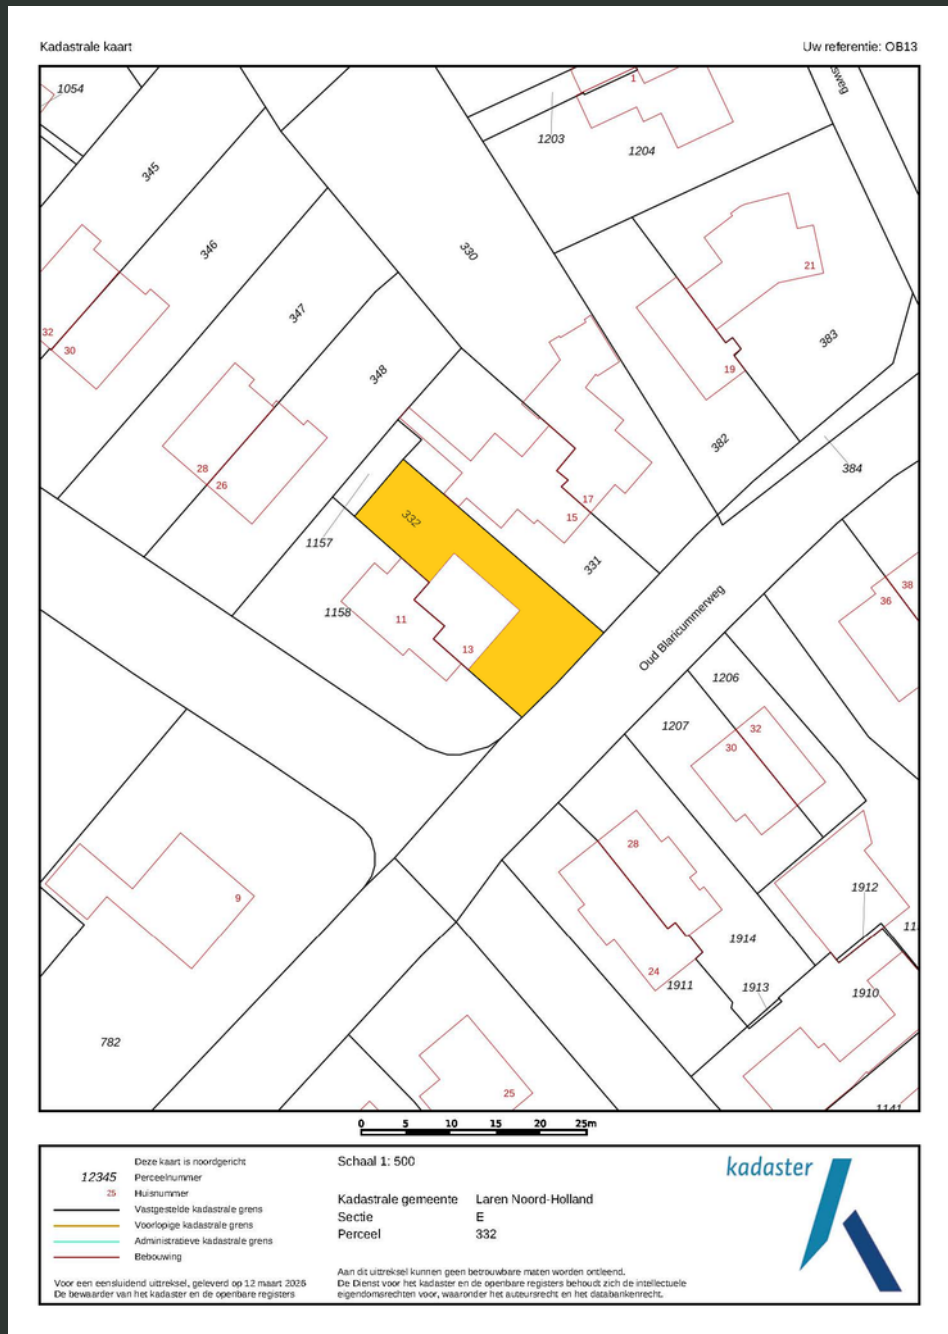 Kadastrale kaart
Uw referentie: OB13
1054
sweg
1
1203
1204
345
346
330
21
347
32
30
383
348
19
28
26
382
384
17
15
332
1157
331
38
36
1158
11
13
Oud Blaricummerweg
1206
1207
32
30
28
9
1912
11
1914
24
1911
1913
1910
782
25
1141
0 5 10 15 20 25m
Deze kaart is noordgericht
12345 Perceelnummer
25 Huisnummer
Vastgestelde kadastrale grens
Voorlopige kadastrale grens
Administratieve kadastrale grens
Bebouwing
Voor een eensluidend uittreksel, geleverd op 12 maart 2026
De bewaarder van het kadaster en de openbare registers
Schaal 1: 500
Kadastrale gemeente Laren Noord-Holland
Sectie E
Perceel 332
Aan dit uittreksel kunnen geen betrouwbare maten worden ontleend.
De Dienst voor het kadaster en de openbare registers behoudt zich de intellectuele
eigendomsrechten voor, waaronder het auteursrecht en het databankenrecht.
kadaster